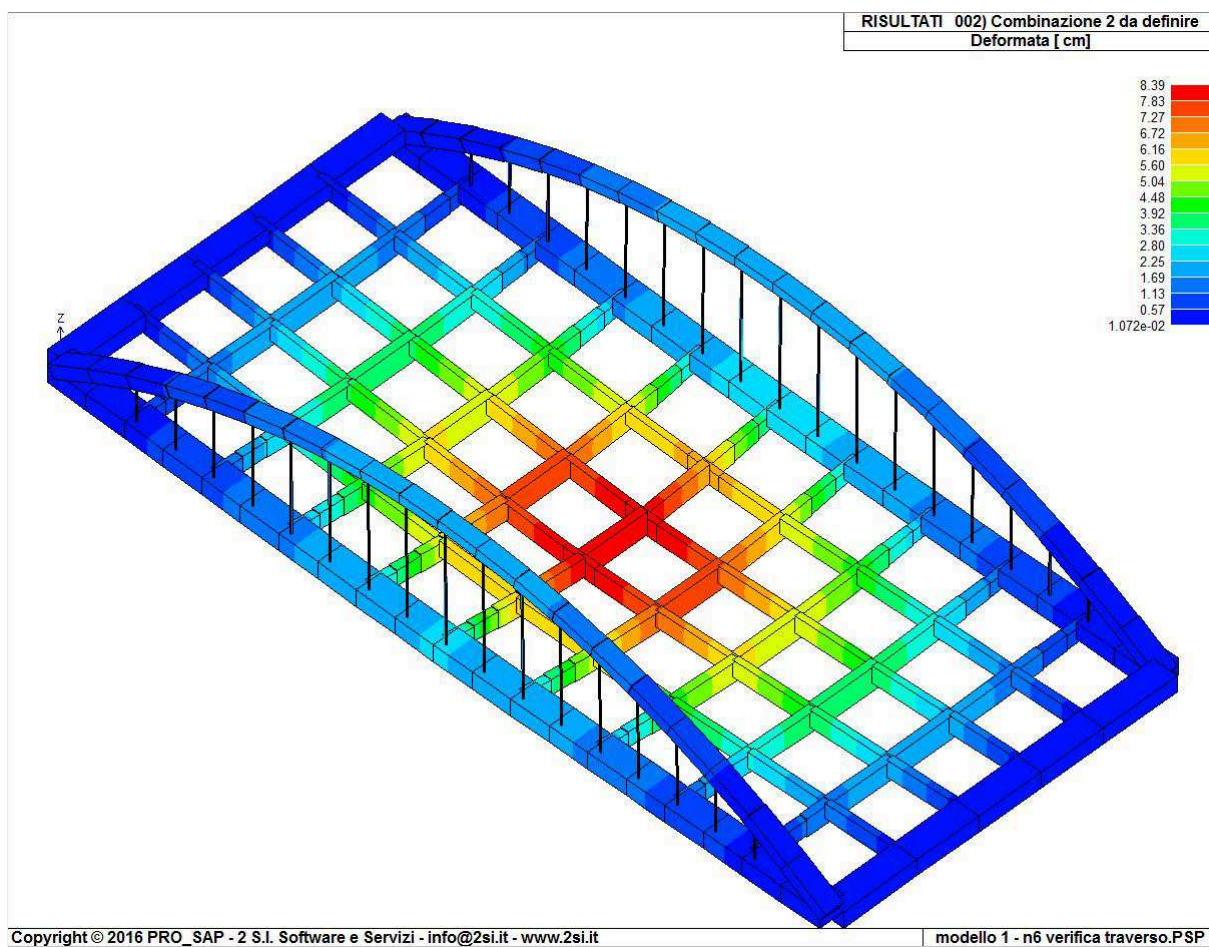 RISULTATI 002) Combinazione 2 da definire
Deformata [ cm]
8.39
7.83
7.27
6.72
6.16
5.60
5.04
4.48
3.92
3.36
2.80
2.25
1.69
1.13
0.57
1.072e-02
Z
Copyright © 2016 PRO_SAP - 2 S.I. Software e Servizi - info@2si.it - www.2si.it
modello 1 - n6 verifica traverso.PSP